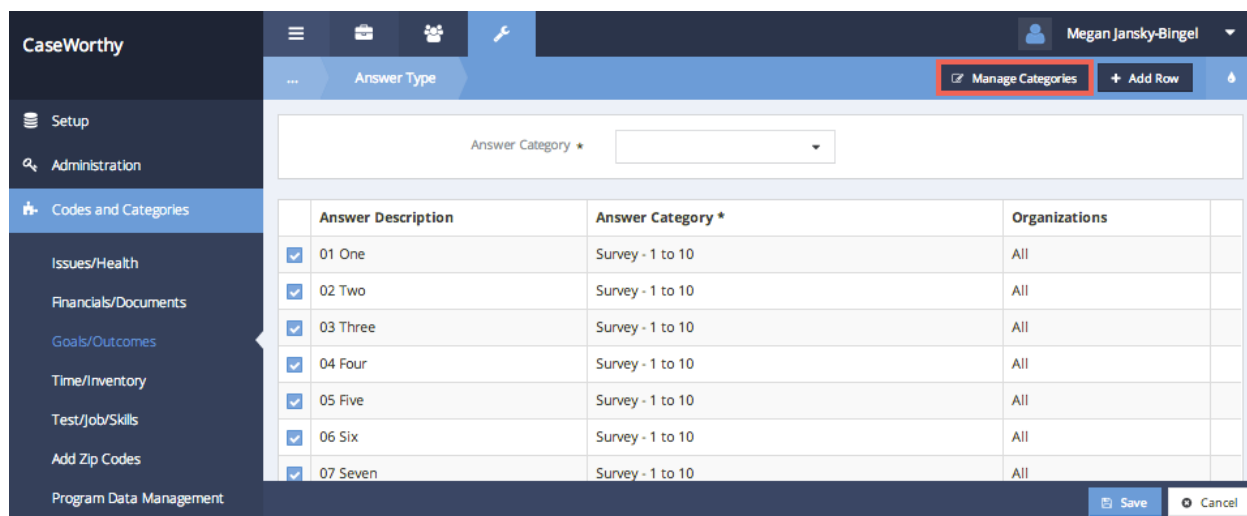 CaseWorthy
Megan Jansky-Bingel
...
Answer Type
Manage Categories
+ Add Row
Setup
Administration
Codes and Categories
Issues/Health
Financials/Documents
Goals/Outcomes
Time/Inventory
Test/Job/Skills
Add Zip Codes
Program Data Management
Answer Category *
Answer Description Answer Category * Organizations
01 One Survey - 1 to 10 All
02 Two Survey - 1 to 10 All
03 Three Survey - 1 to 10 All
04 Four Survey - 1 to 10 All
05 Five Survey - 1 to 10 All
06 Six Survey - 1 to 10 All
07 Seven Survey - 1 to 10 All
Save
Cancel